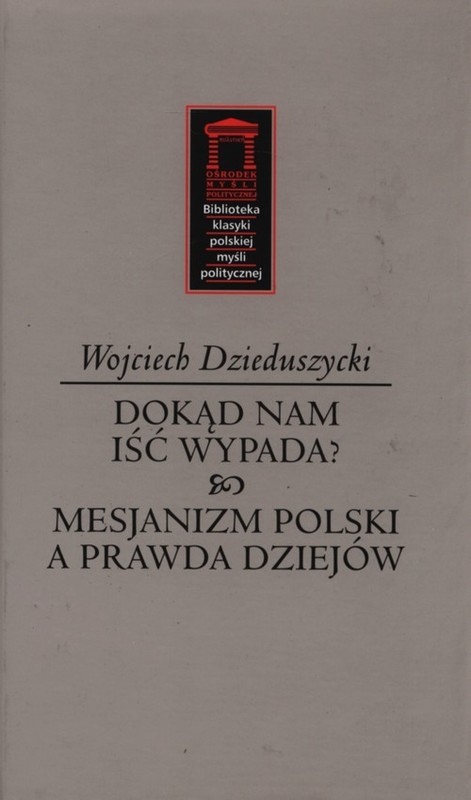 OŚRODEK
MYŚLI
POLITYCZNEJ
Biblioteka
klasyki
polskiej
myśli
politycznej
Wojciech Dzieduszycki
DOKĄD NAM
IŚĆ WYPADA?
MESJANIZM POLSKI
A PRAWDA DZIEJÓW